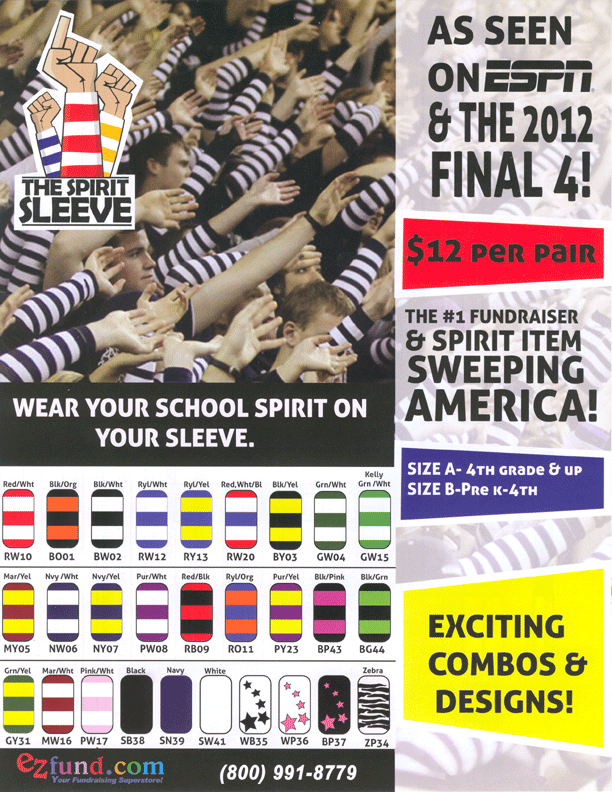 THE SPIRIT
SLEEVE
AS SEEN
ON ESPN
& THE 2012
FINAL 4!
$12 PER PAIR
THE #1 FUNDRAISER
& SPIRIT ITEM
SWEEPING
AMERICA!
WEAR YOUR SCHOOL SPIRIT ON
YOUR SLEEVE.
SIZE A- 4TH GRADE & UP
SIZE B-PRE K-4TH
Red/Wht Blk/Org Blk/Wht Ryl/Wht Ryl/Yel Red,Wht/Bl Blk/Yel Grn/Wht Kelly Grn/Wht
RW10 BO01 BW02 RW12 RY13 RW20 BY03 GW04 GW15
Mar/Yel Nvy/Wht Nvy/Yel Pur/Wht Red/Blk Ryl/Org Pur/Yel Blk/Pink Blk/Grn
MY05 NW06 NY07 PW08 RB09 RO11 PY23 BP43 BG44
Grn/Yel Mar/Wht Pink/Wht Black Navy White Zebra
GY31 MW16 PW17 SB38 SN39 SW41 WB35 WP36 BP37 ZP34
EXCITING
COMBOS &
DESIGNS!
ezfund.com
Your Fundraising Superstore!
(800) 991-8779